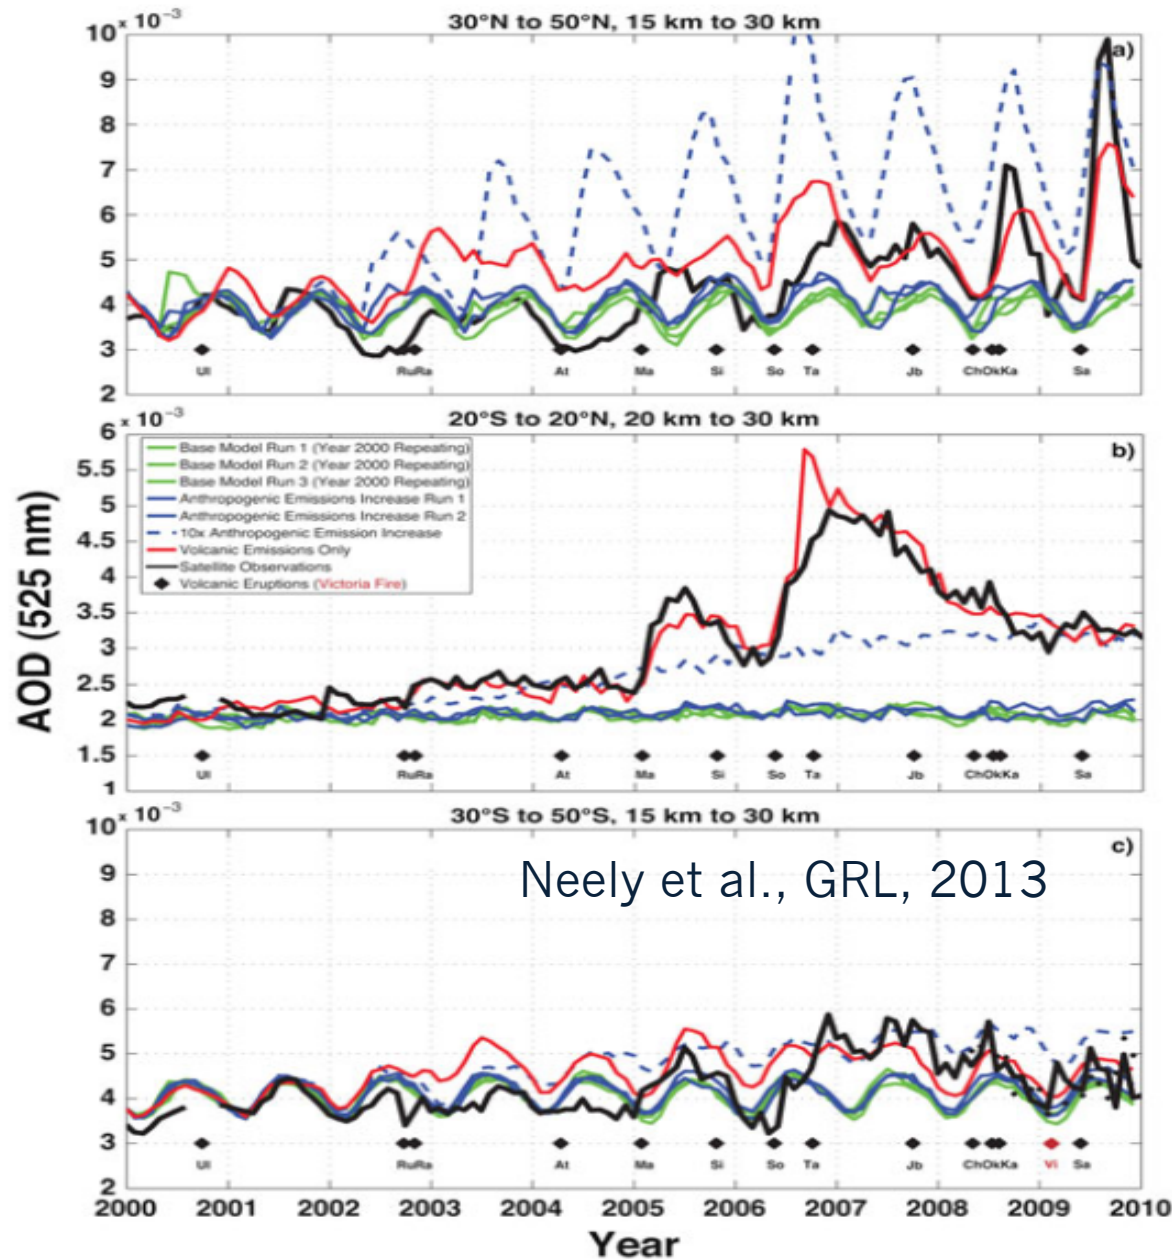 30°N to 50°N, 15 km to 30 km
10 x 10^-3
a)
9
8
7
6
5
4
3
2
Ul RuRa At Ma Si So Ta Jb ChOkKa Sa
20°S to 20°N, 20 km to 30 km
6 x 10^-3
b)
5.5
5
4.5
4
3.5
3
2.5
2
1.5
1
Base Model Run 1 (Year 2000 Repeating)
Base Model Run 2 (Year 2000 Repeating)
Base Model Run 3 (Year 2000 Repeating)
Anthropogenic Emissions Increase Run 1
Anthropogenic Emissions Increase Run 2
10x Anthropogenic Emission Increase
Volcanic Emissions Only
Satellite Observations
Volcanic Eruptions (Victoria Fire)
Ul RuRa At Ma Si So Ta Jb ChOkKa Sa
AOD (525 nm)
30°S to 50°S, 15 km to 30 km
10 x 10^-3
c)
Neely et al., GRL, 2013
9
8
7
6
5
4
3
2
Ul RuRa At Ma Si So Ta Jb ChOkKa Vi Sa
2000 2001 2002 2003 2004 2005 2006 2007 2008 2009 2010
Year